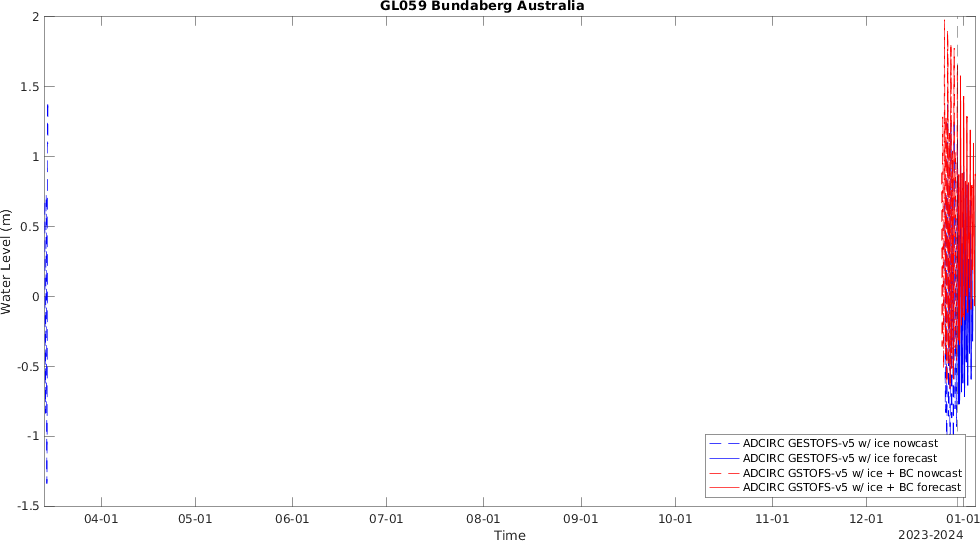 GL059 Bundaberg Australia
2
1.5
1
0.5
0
-0.5
-1
-1.5
Water Level (m)
04-01 05-01 06-01 07-01 08-01 09-01 10-01 11-01 12-01 01-01
Time
2023-2024
ADCIRC GESTOFS-v5 w/ ice nowcast
ADCIRC GESTOFS-v5 w/ ice forecast
ADCIRC GSTOFS-v5 w/ ice + BC nowcast
ADCIRC GSTOFS-v5 w/ ice + BC forecast